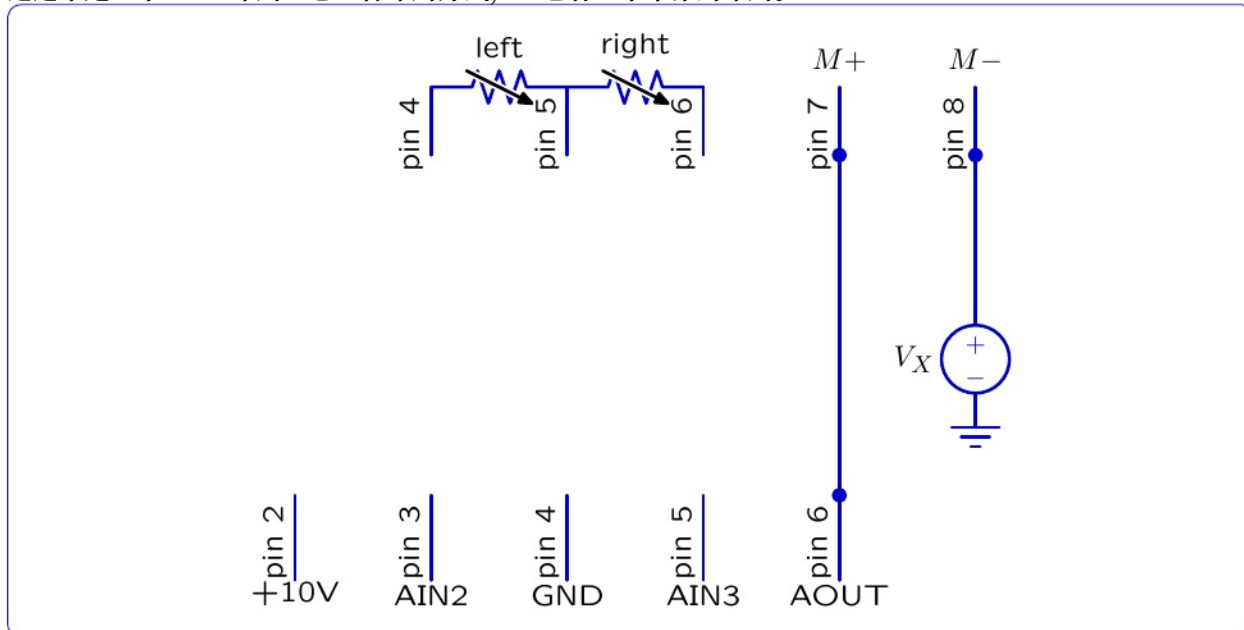 left right
M+ M−
pin 4 pin 5 pin 6 pin 7 pin 8
+
V_X
−
pin 2 pin 3 pin 4 pin 5 pin 6
+10V AIN2 GND AIN3 AOUT